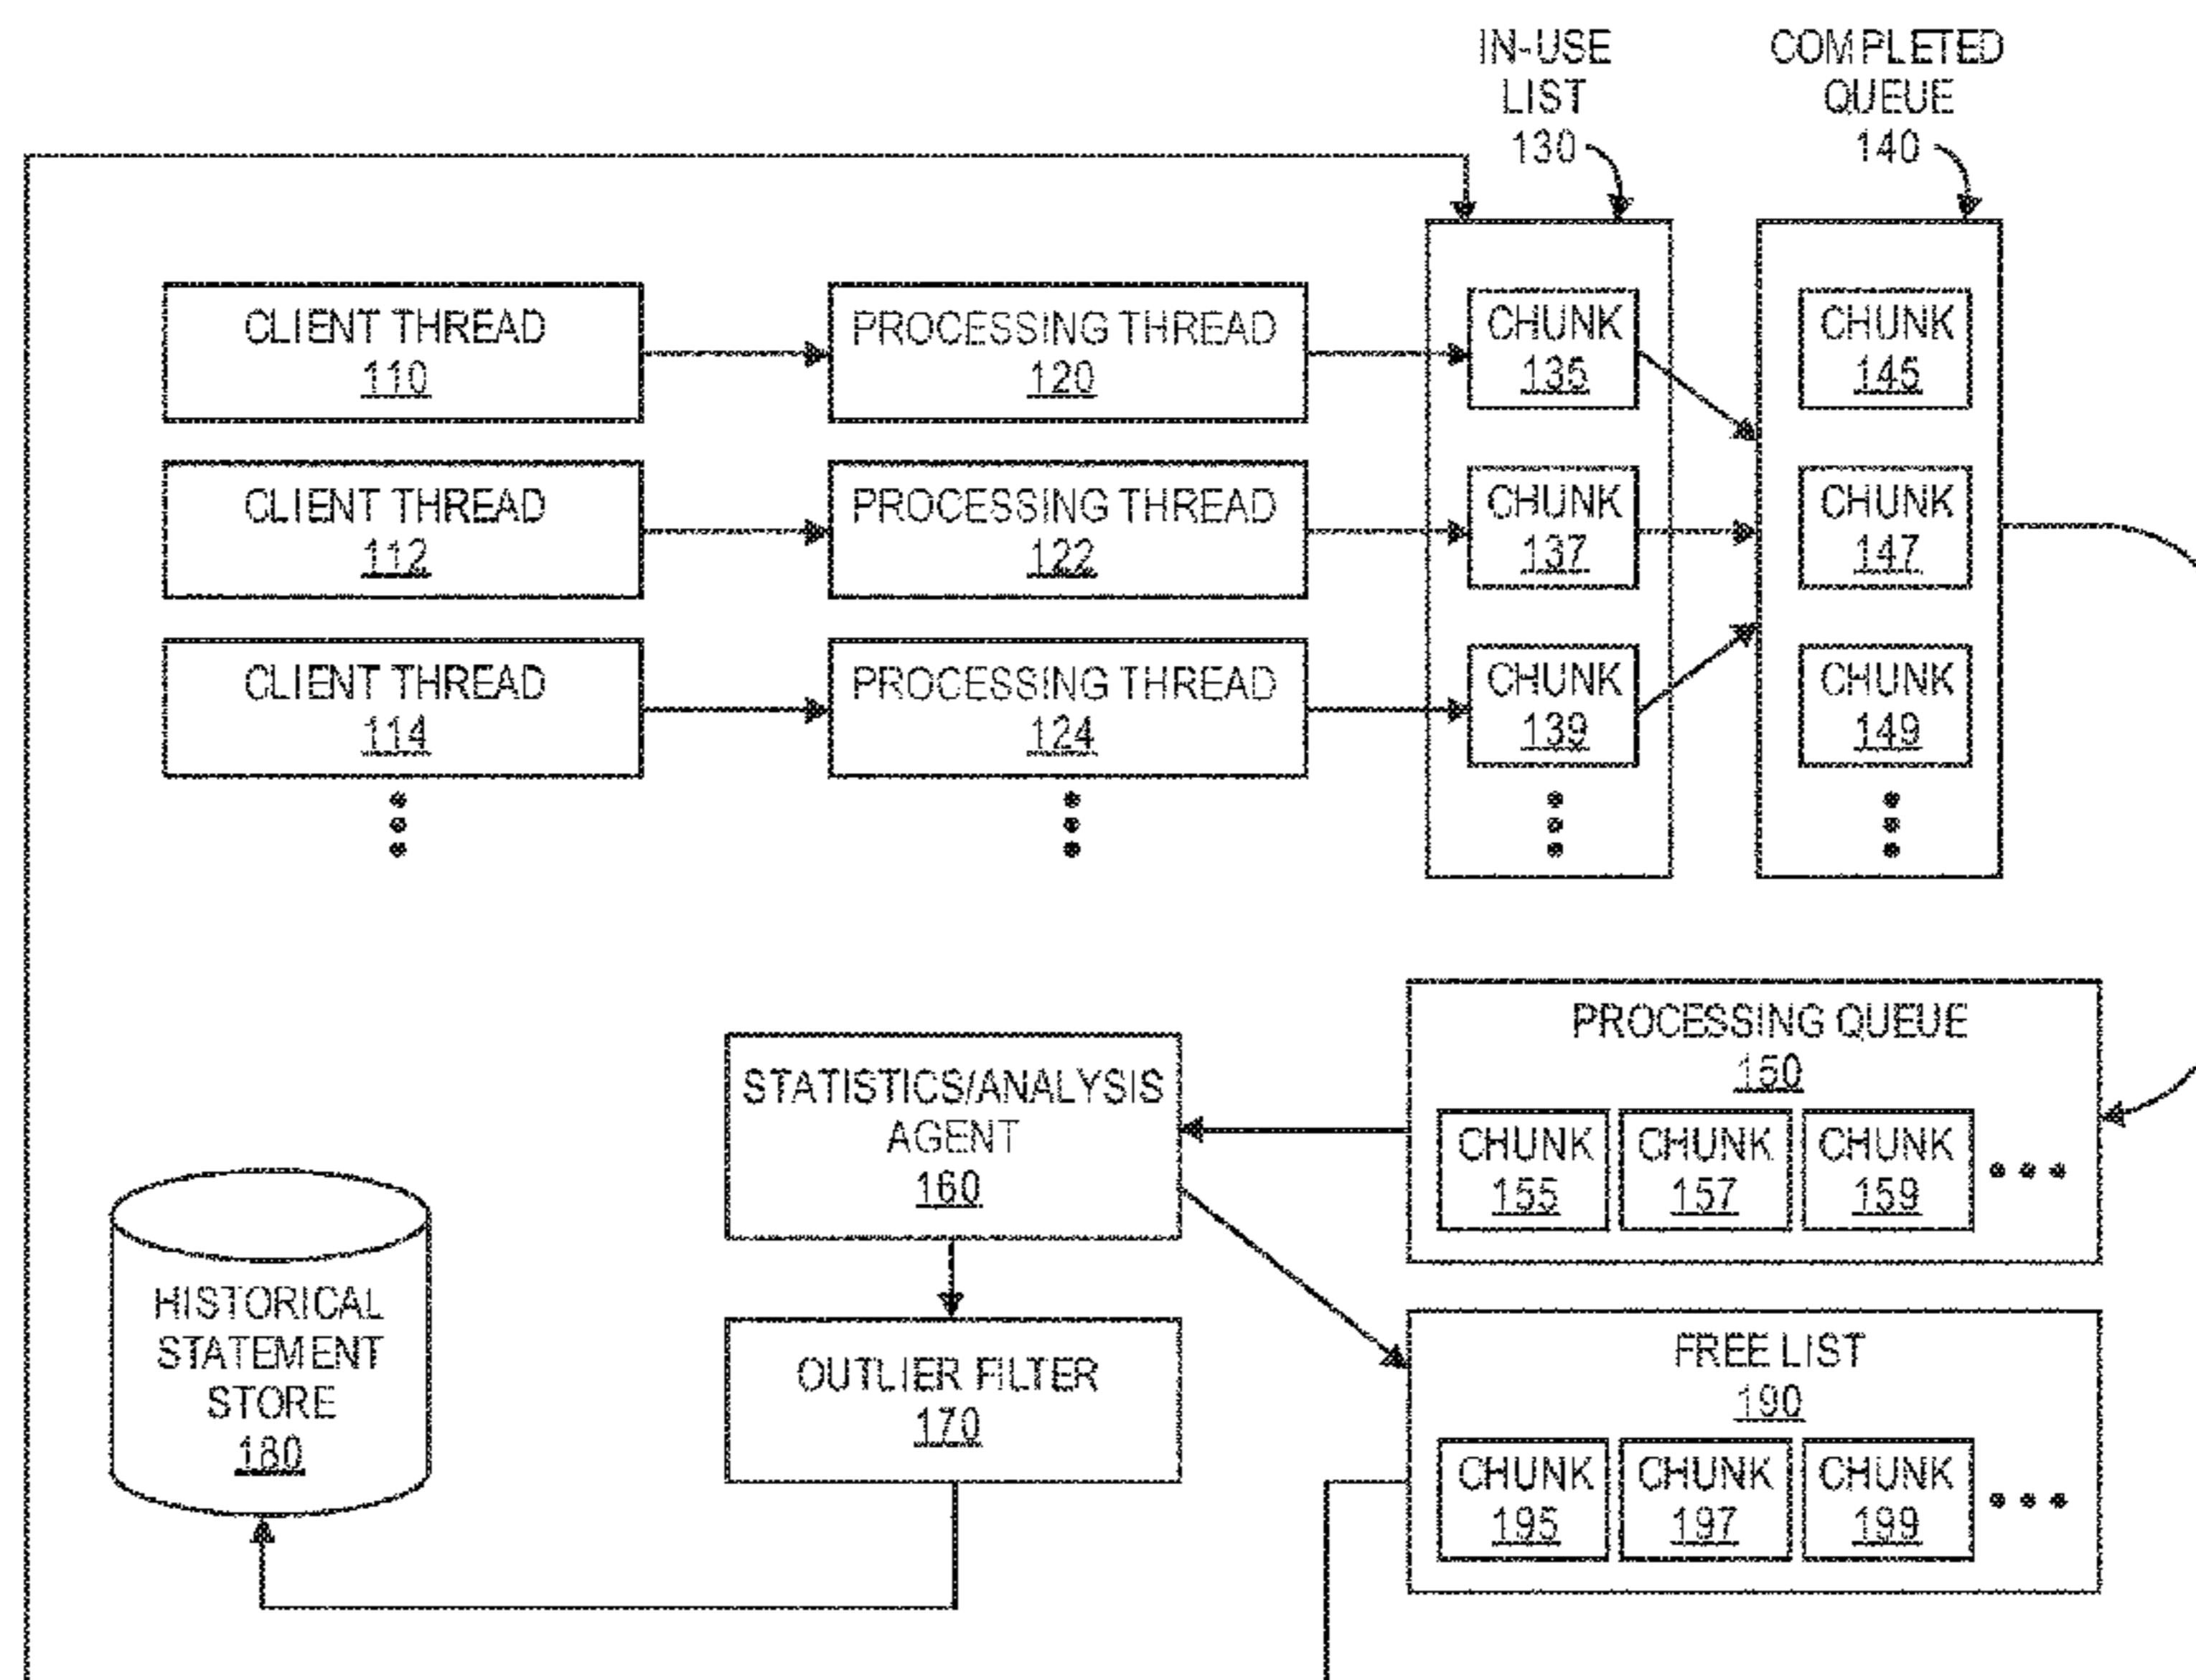 IN-USE
LIST
130
COMPLETED
QUEUE
140
CLIENT THREAD
110
PROCESSING THREAD
120
CHUNK
135
CHUNK
145
CLIENT THREAD
112
PROCESSING THREAD
122
CHUNK
137
CHUNK
147
CLIENT THREAD
114
PROCESSING THREAD
124
CHUNK
139
CHUNK
149
PROCESSING QUEUE
150
CHUNK
155
CHUNK
157
CHUNK
159
STATISTICS/ANALYSIS
AGENT
160
HISTORICAL
STATEMENT
STORE
180
OUTLIER FILTER
170
FREE LIST
190
CHUNK
195
CHUNK
197
CHUNK
199